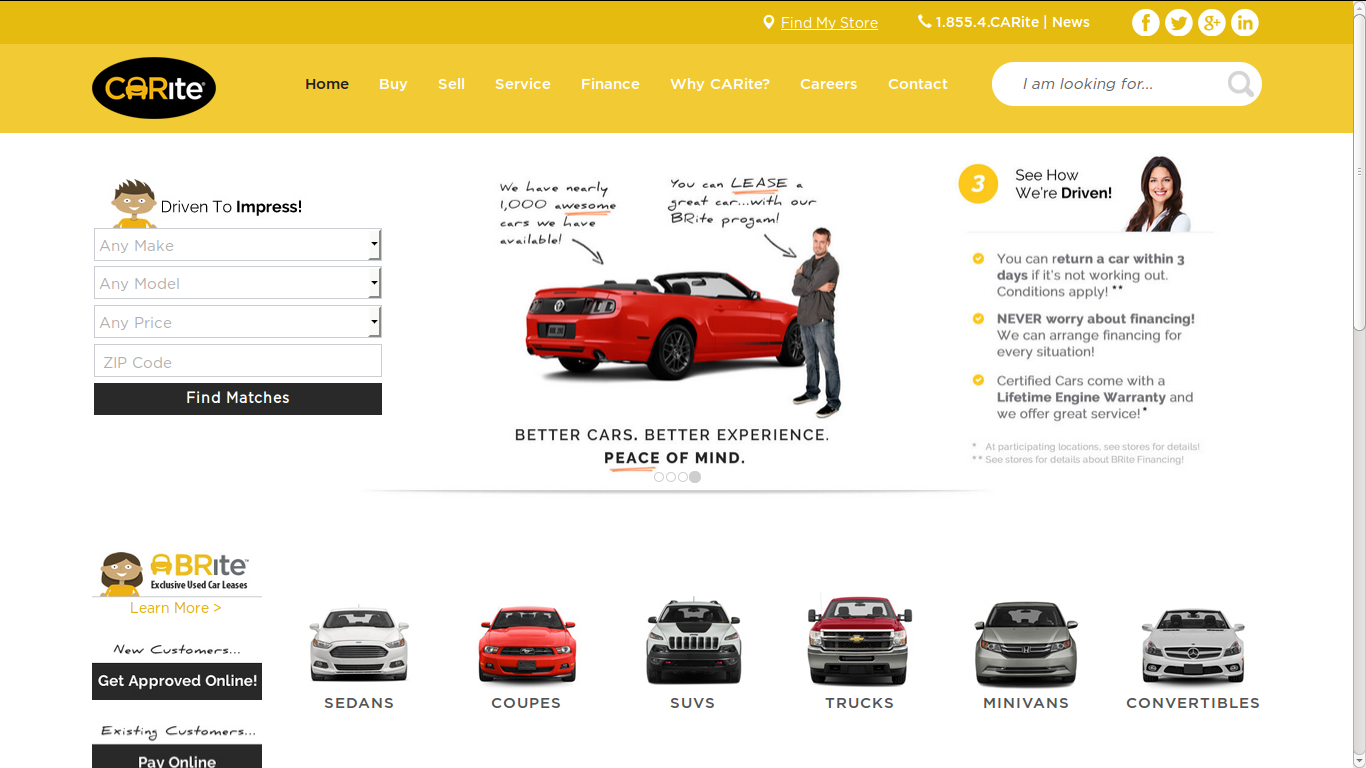 Find My Store
1.855.4.CARite | News
CARite
Home Buy Sell Service Finance Why CARite? Careers Contact
I am looking for...
Driven To Impress!
Any Make
Any Model
Any Price
ZIP Code
Find Matches
We have nearly
1,000 awesome
cars we have
available!
You can LEASE a
great car...with our
BRite progam!
BETTER CARS. BETTER EXPERIENCE.
PEACE OF MIND.
3
See How
We're Driven!
You can return a car within 3
days if it's not working out.
Conditions apply! **
NEVER worry about financing!
We can arrange financing for
every situation!
Certified Cars come with a
Lifetime Engine Warranty and
we offer great service! *
* At participating locations, see stores for details!
** See stores for details about BRite Financing!
BRite™
Exclusive Used Car Leases
Learn More >
New Customers...
Get Approved Online!
Existing Customers...
Pay Online
SEDANS
COUPES
SUVS
TRUCKS
MINIVANS
CONVERTIBLES